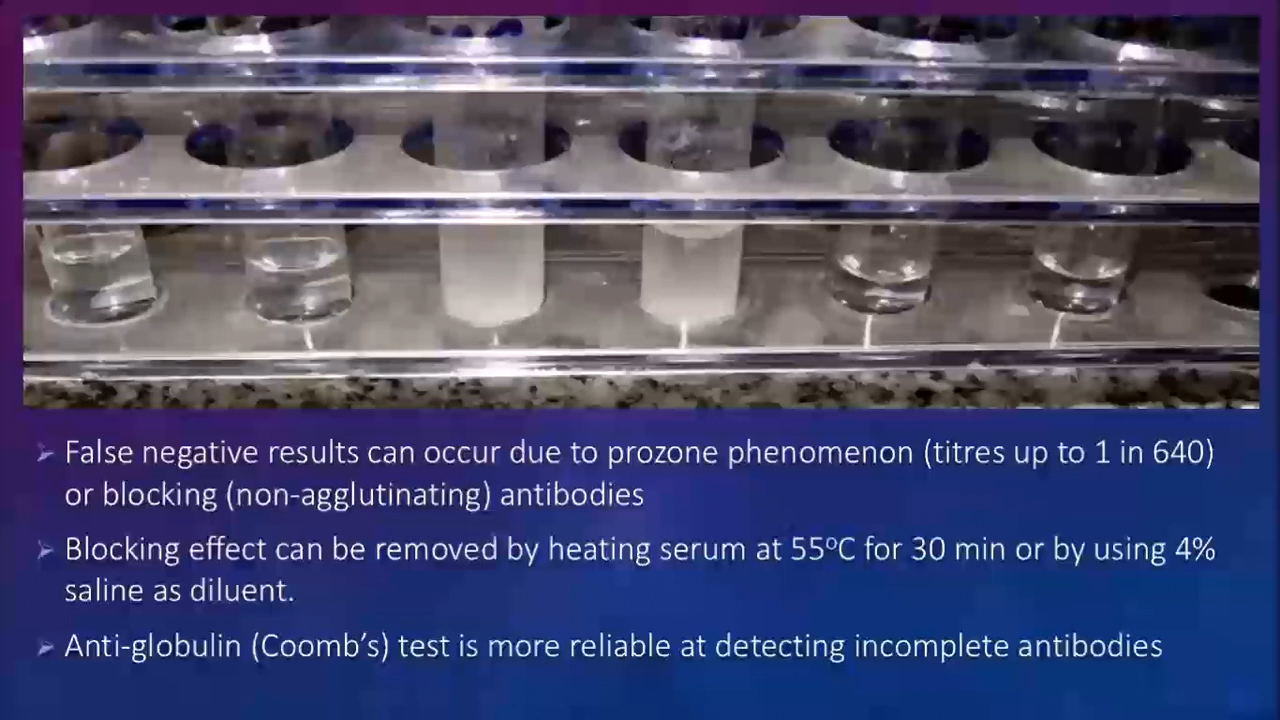 False negative results can occur due to prozone phenomenon (titres up to 1 in 640)
or blocking (non-agglutinating) antibodies
Blocking effect can be removed by heating serum at 55°C for 30 min or by using 4%
saline as diluent.
Anti-globulin (Coomb’s) test is more reliable at detecting incomplete antibodies